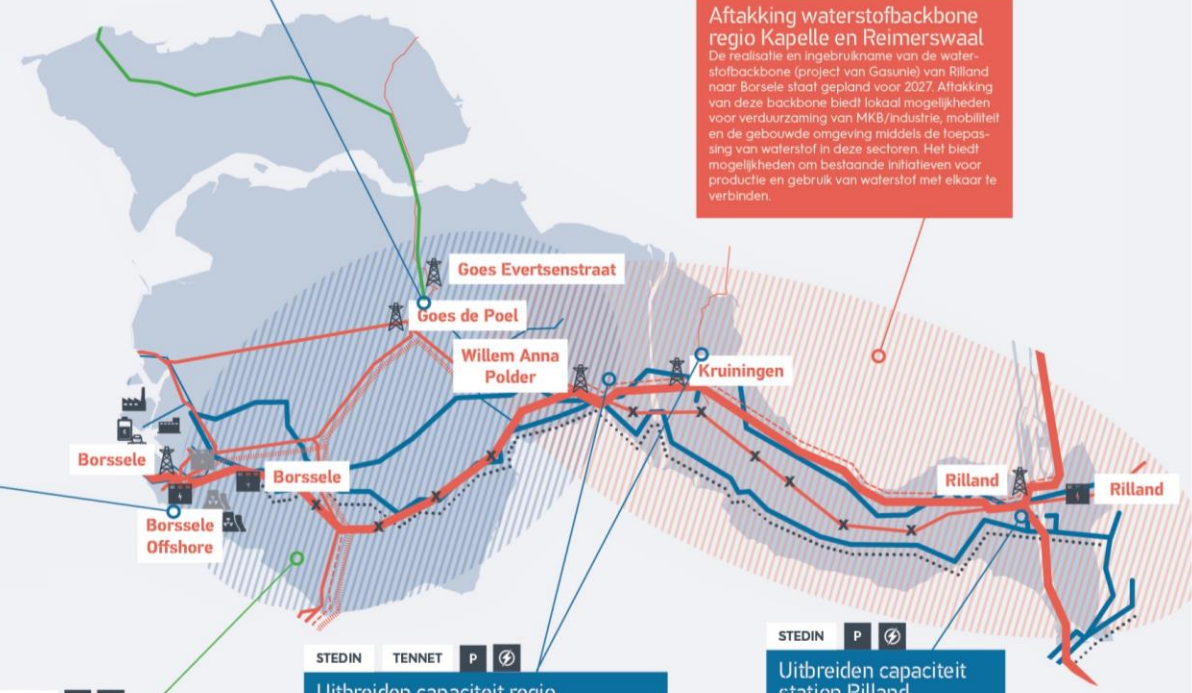 Aftakking waterstofbackbone
regio Kapelle en Reimerswaal
De realisatie en ingebruikname van de water-
stofbackbone (project van Gasunie) van Rilland
naar Borsele staat gepland voor 2027. Aftakking
van deze backbone biedt lokaal mogelijkheden
voor verduurzaming van MKB/industrie, mobiliteit
en de gebouwde omgeving middels de toepas-
sing van waterstof in deze sectoren. Het biedt
mogelijkheden om bestaande initiatieven voor
productie en gebruik van waterstof met elkaar te
verbinden.
Goes Evertsenstraat
Goes de Poel
Willem Anna
Polder
Kruiningen
Borssele
Borssele
Rilland
Rilland
Borssele
Offshore
STEDIN P
STEDIN TENNET P
Uitbreiden capaciteit
station Rilland
Uitbreiden capaciteit regio